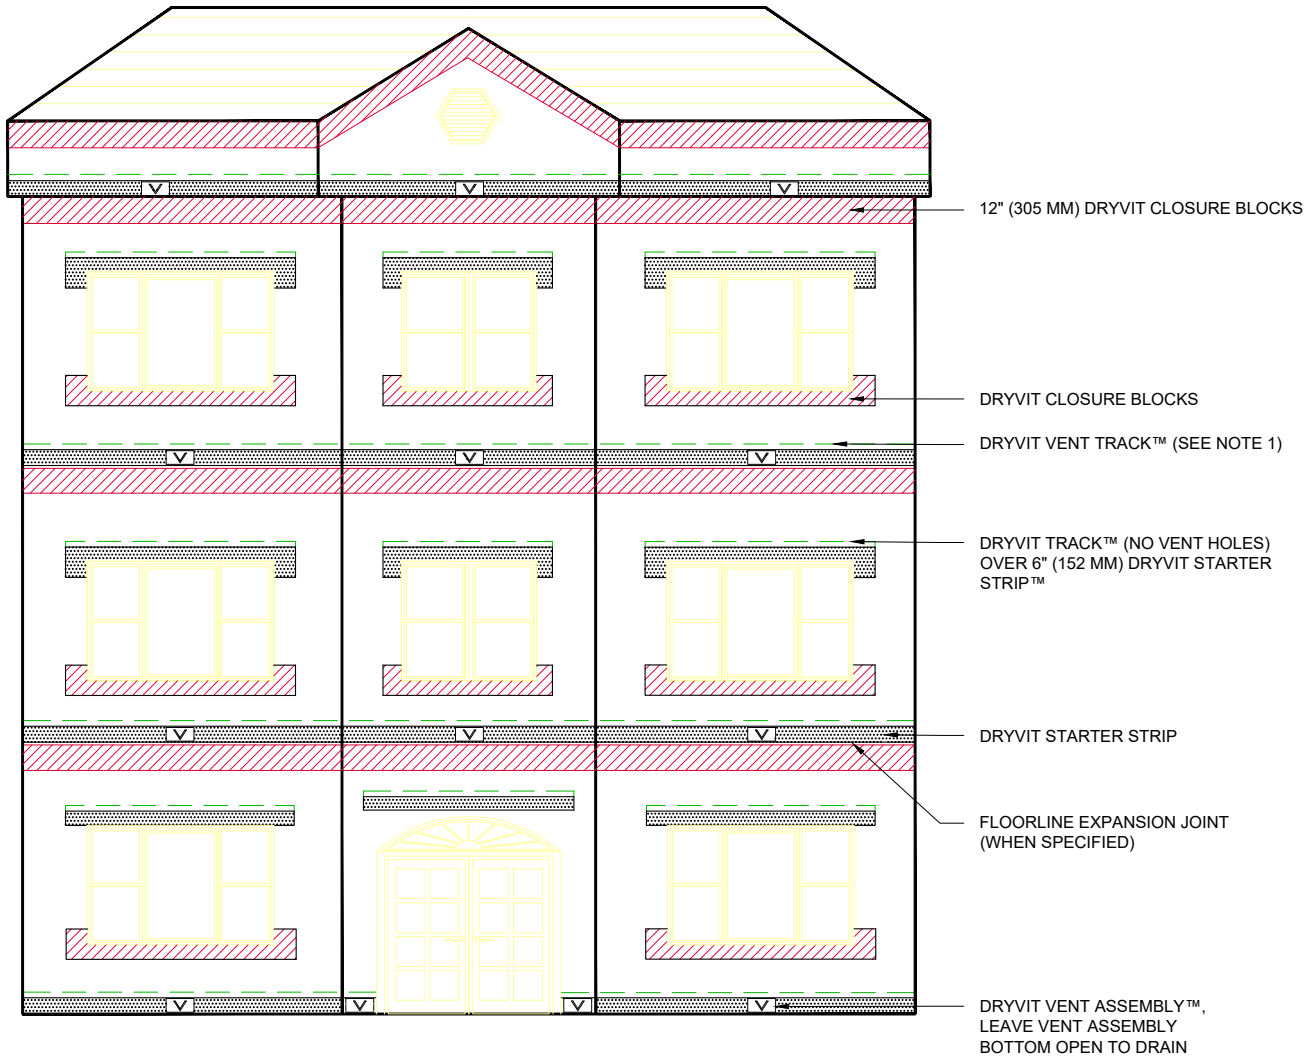 12" (305 MM) DRYVIT CLOSURE BLOCKS
DRYVIT CLOSURE BLOCKS
DRYVIT VENT TRACK™ (SEE NOTE 1)
DRYVIT TRACK™ (NO VENT HOLES)
OVER 6" (152 MM) DRYVIT STARTER
STRIP™
DRYVIT STARTER STRIP
FLOORLINE EXPANSION JOINT
(WHEN SPECIFIED)
DRYVIT VENT ASSEMBLY™,
LEAVE VENT ASSEMBLY
BOTTOM OPEN TO DRAIN
V V V
V V V
V V V
V V V V